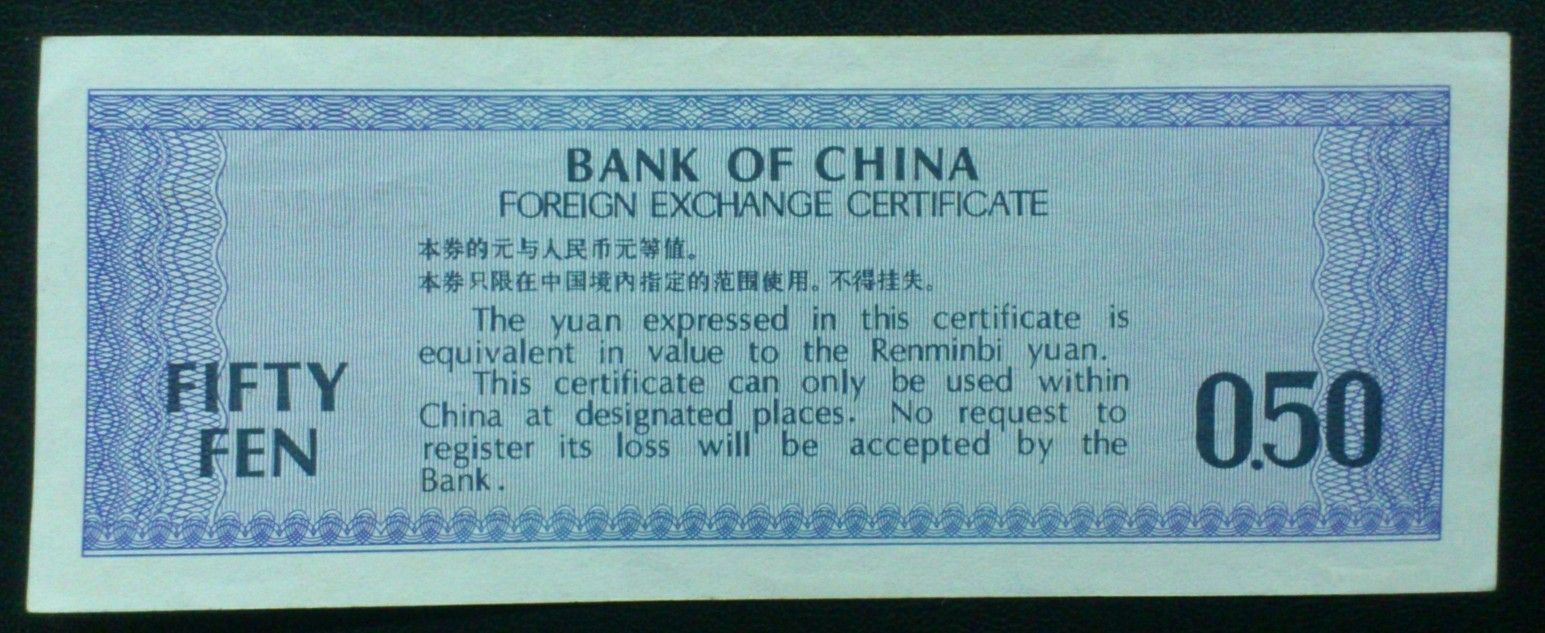 BANK OF CHINA
FOREIGN EXCHANGE CERTIFICATE
本券的元与人民币元等值。
本券只限在中国境内指定的范围使用。不得挂失。
The yuan expressed in this certificate is
equivalent in value to the Renminbi yuan.
This certificate can only be used within
China at designated places. No request to
register its loss will be accepted by the
Bank.
FIFTY
FEN
0.50